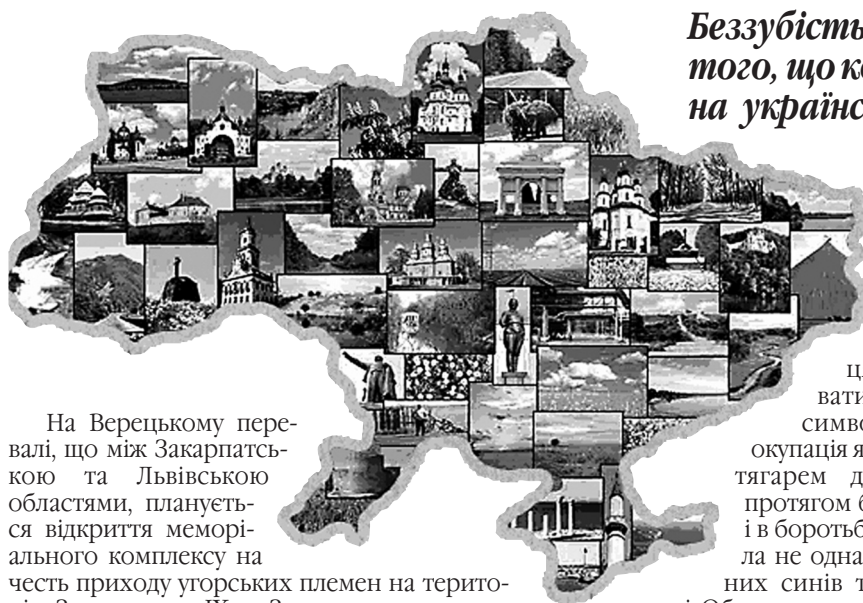 Беззубість
того, що ко
на українс
На Верецькому пере-
валі, що між Закарпатсь-
кою та Львівською
областями, планується
ся відкриття меморі-
ального комплексу на
честь приходу угорських племен на терито-
вати
симво
окупація я
тягарем д
протягом б
і в боротьб
ла не одна
них синів т